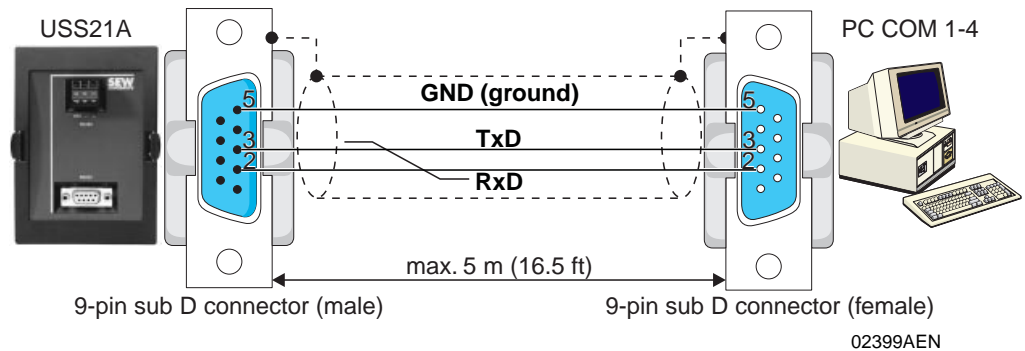 USS21A
PC COM 1-4
SEW
GND (ground)
5
5
TxD
3
3
2
2
RxD
max. 5 m (16.5 ft)
9-pin sub D connector (male)
9-pin sub D connector (female)
02399AEN